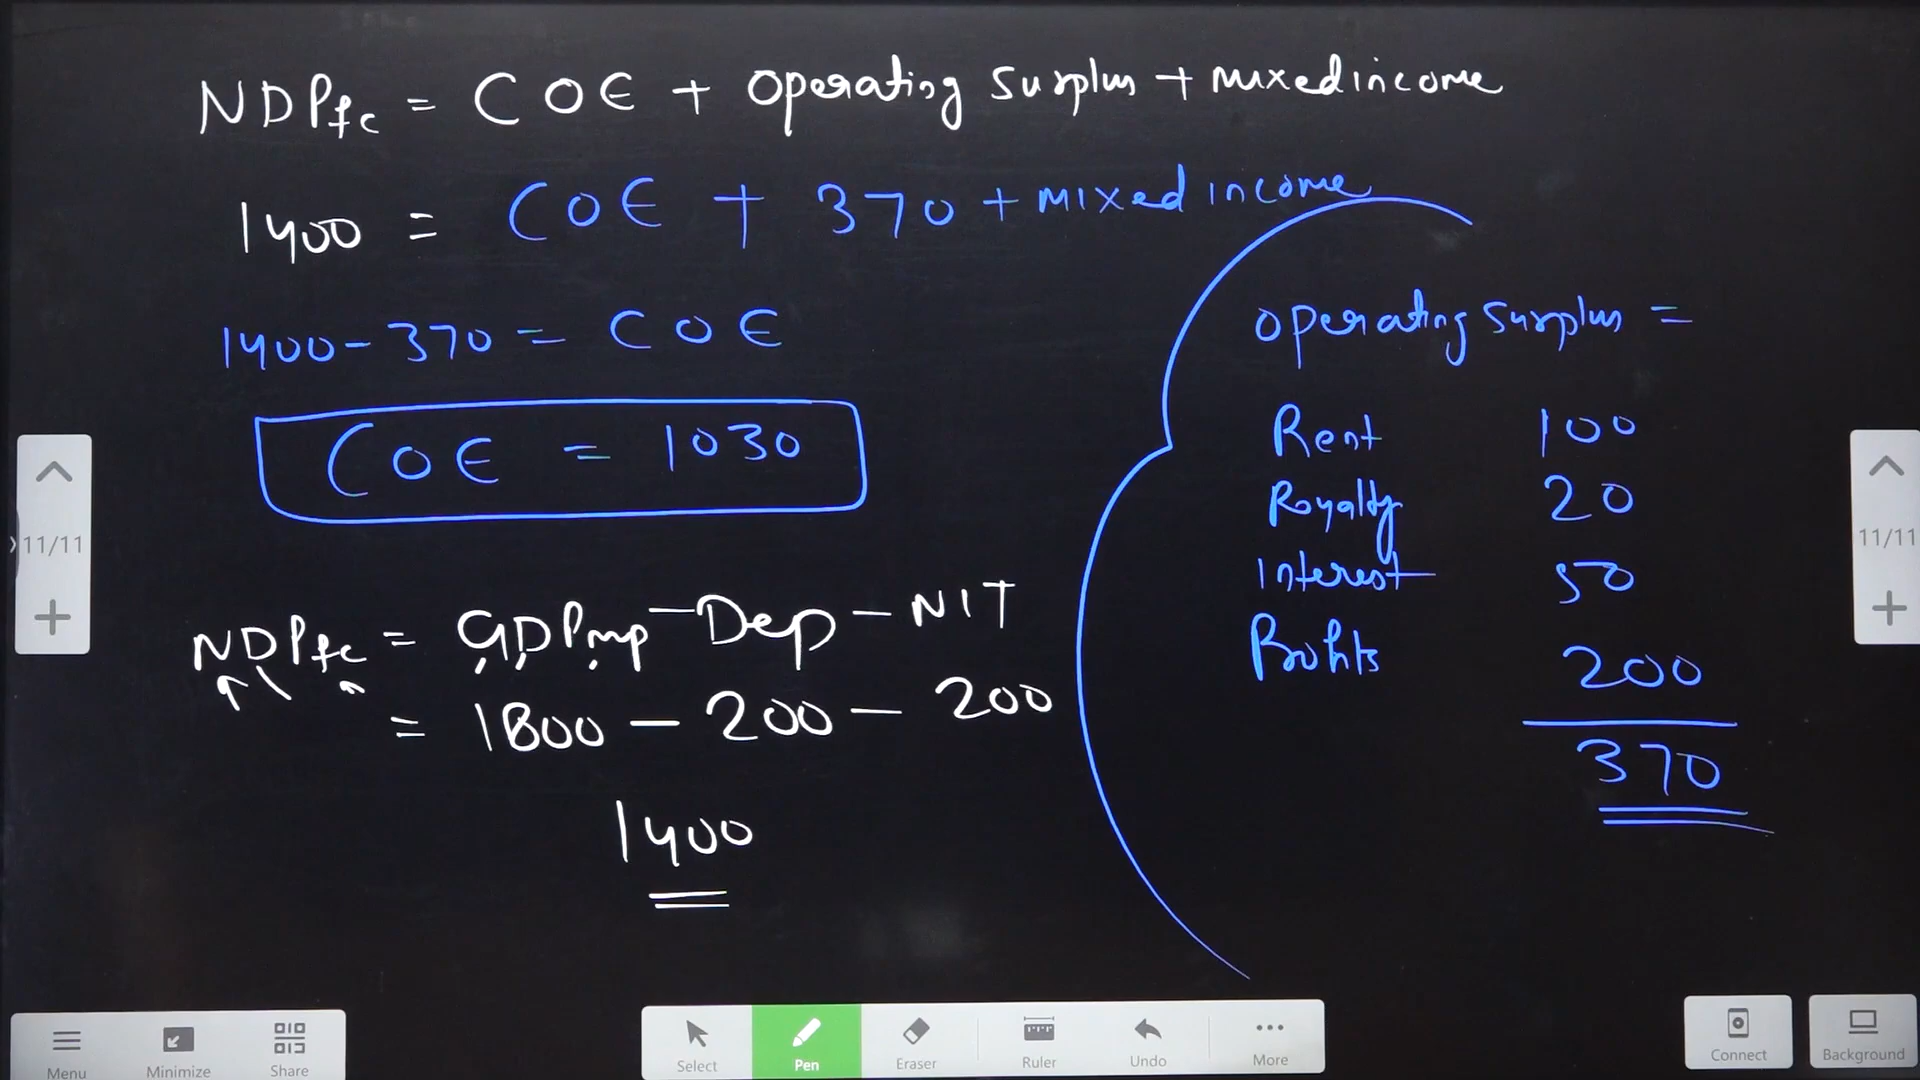 NDPfc = COE + operating surplus + mixed income
1400 = COE + 370 + mixed income
1400 - 370 = COE
COE = 1030
operating surplus =
Rent 100
Royalty 20
Interest 50
Profits 200
370
NDPfc = GDPmp - Dep - NIT
= 1800 - 200 - 200
1400
11/11
11/11
Menu
Minimize
Share
Select
Pen
Eraser
Ruler
Undo
More
Connect
Background